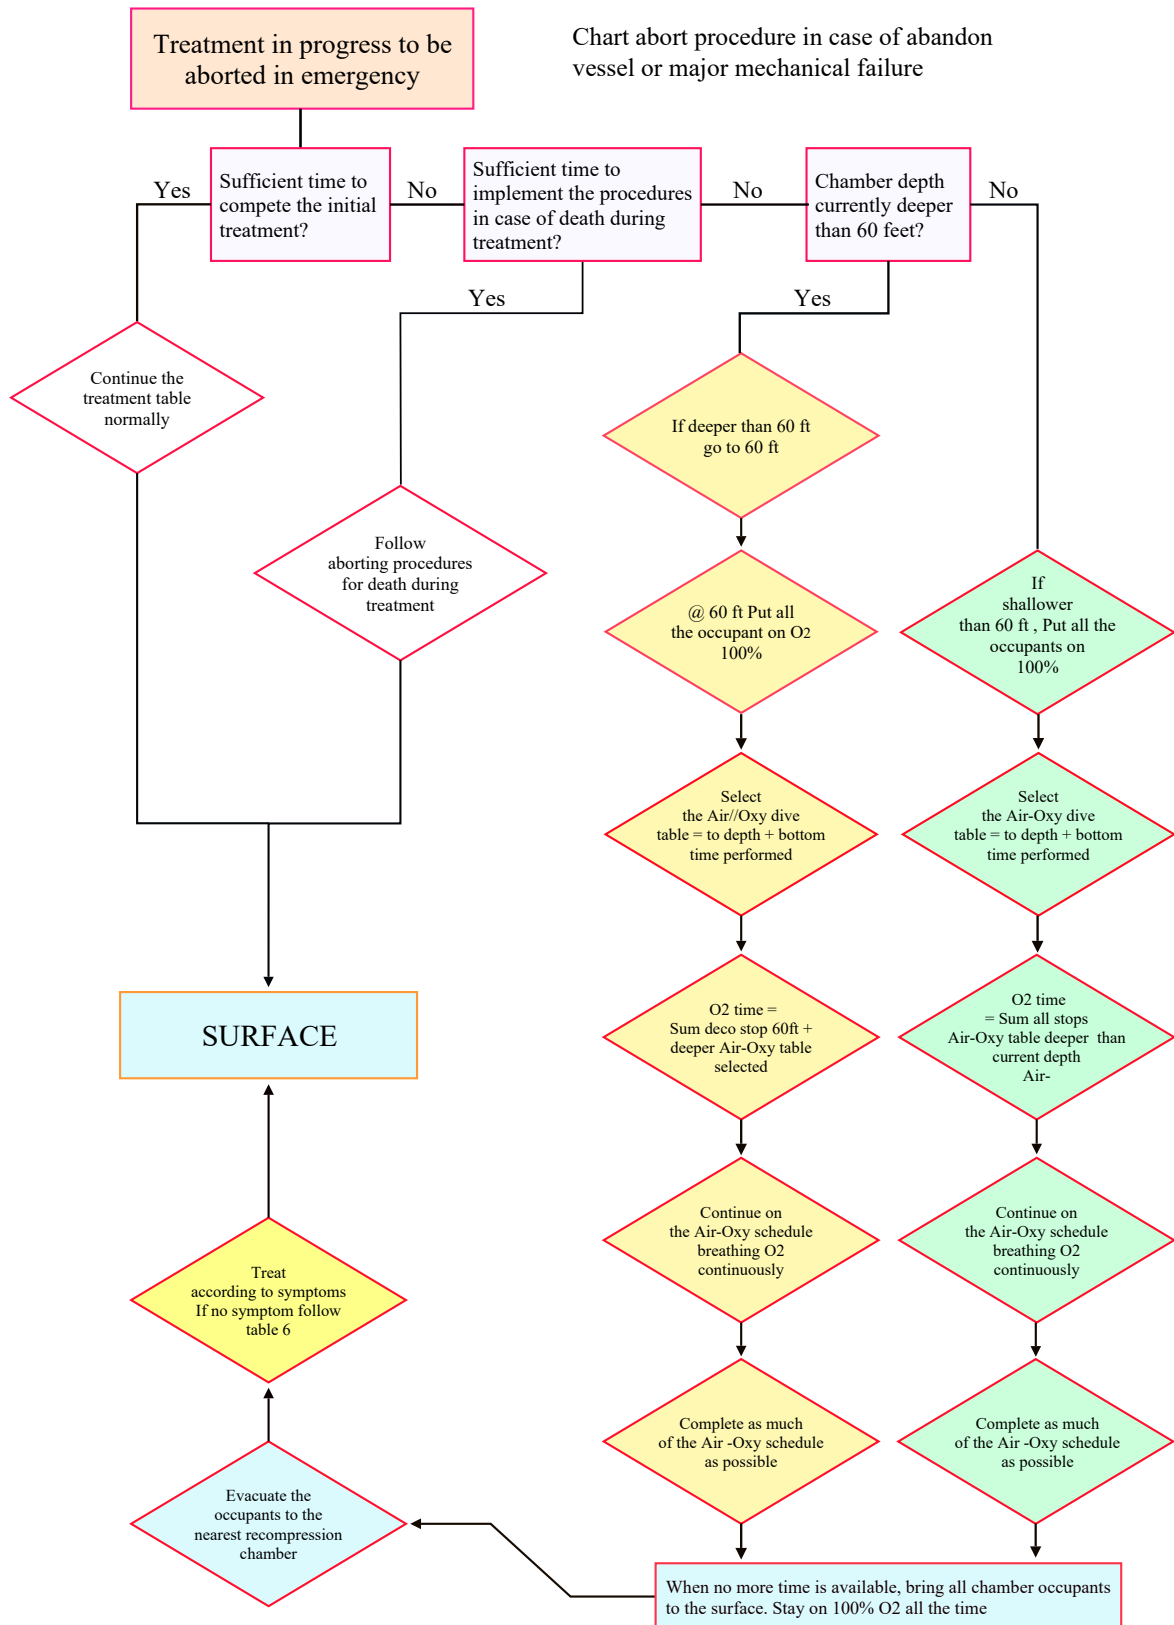 Treatment in progress to be
aborted in emergency
Chart abort procedure in case of abandon
vessel or major mechanical failure
Yes
Sufficient time to
compete the initial
treatment?
No
Sufficient time to
implement the procedures
in case of death during
treatment?
No
Chamber depth
currently deeper
than 60 feet?
No
Yes
Yes
Continue the
treatment table
normally
If deeper than 60 ft
go to 60 ft
Follow
aborting procedures
for death during
treatment
@ 60 ft Put all
the occupant on O2
100%
If
shallower
than 60 ft , Put all the
occupants on
100%
Select
the Air//Oxy dive
table = to depth + bottom
time performed
Select
the Air-Oxy dive
table = to depth + bottom
time performed
SURFACE
O2 time =
Sum deco stop 60ft +
deeper Air-Oxy table
selected
O2 time
= Sum all stops
Air-Oxy table deeper than
current depth
Air-
Continue on
the Air-Oxy schedule
breathing O2
continuously
Continue on
the Air-Oxy schedule
breathing O2
continuously
Treat
according to symptoms
If no symptom follow
table 6
Complete as much
of the Air -Oxy schedule
as possible
Complete as much
of the Air -Oxy schedule
as possible
Evacuate the
occupants to the
nearest recompression
chamber
When no more time is available, bring all chamber occupants
to the surface. Stay on 100% O2 all the time